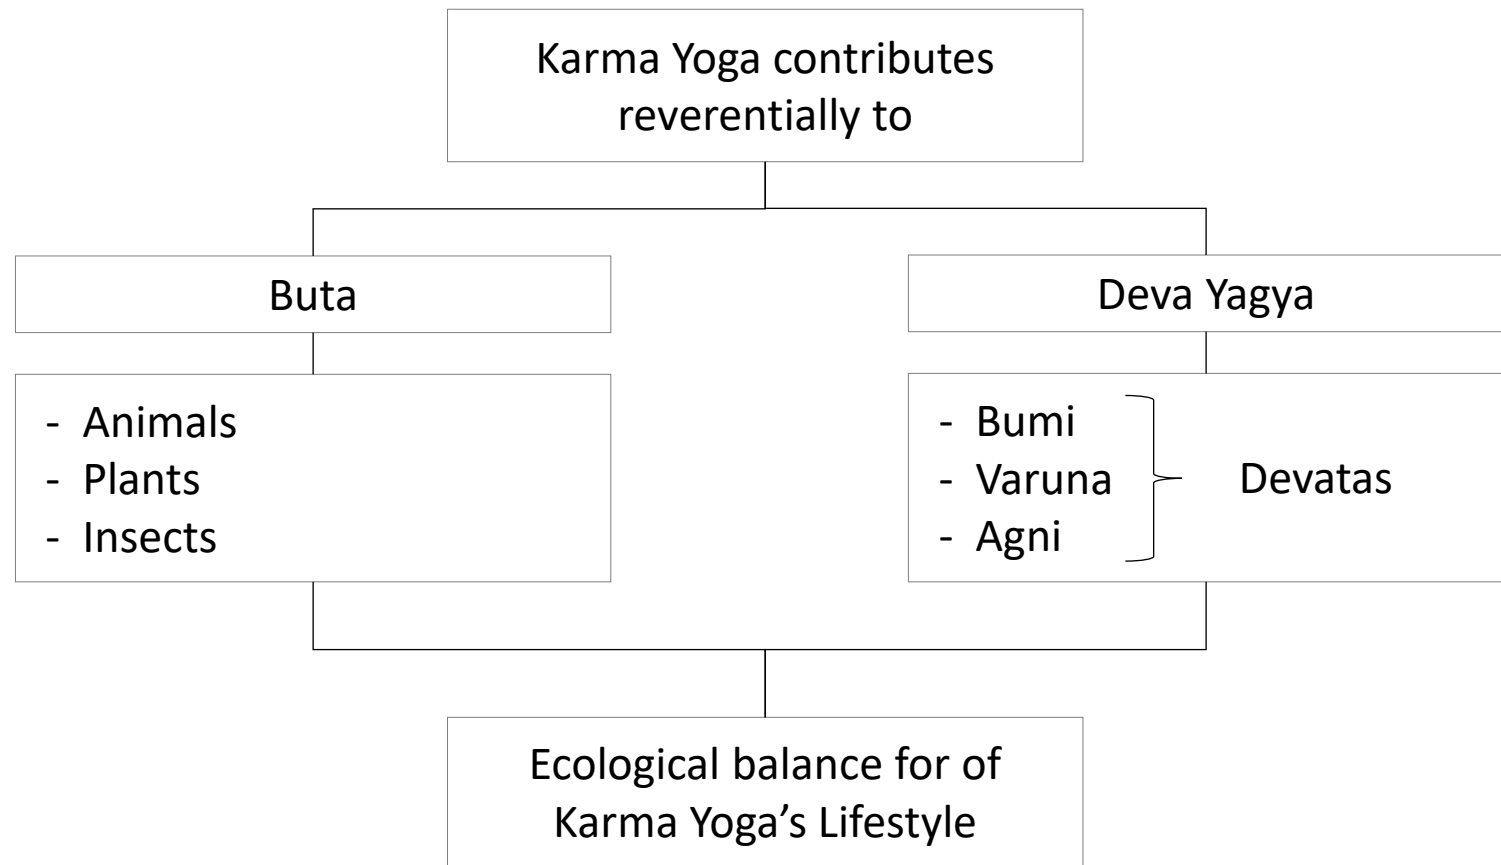 Karma Yoga contributes
reverentially to
Buta
Deva Yagya
- Animals
- Plants
- Insects
- Bumi
- Varuna
- Agni
Devatas
Ecological balance for of
Karma Yoga’s Lifestyle